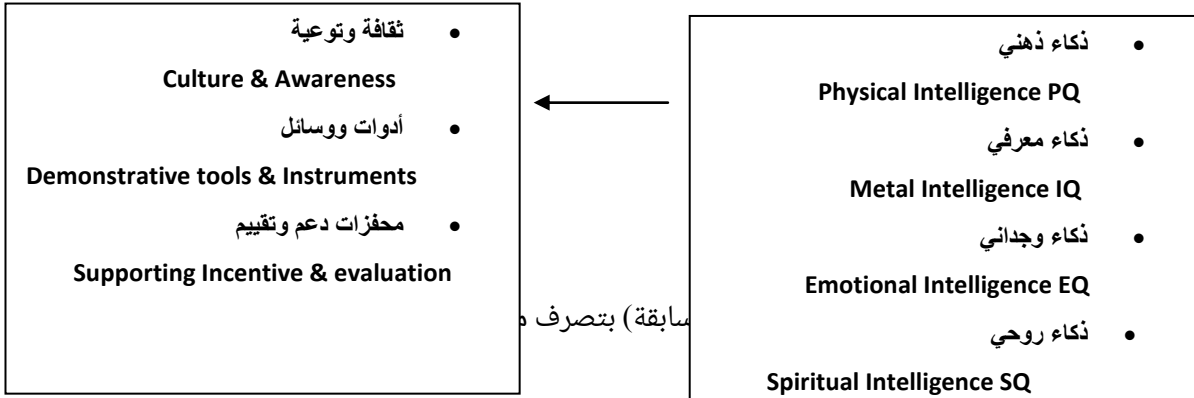 ذكاء ذهني
Physical Intelligence PQ
ذكاء معرفي
Metal Intelligence IQ
ذكاء وجداني
Emotional Intelligence EQ
ذكاء روحي
Spiritual Intelligence SQ
ثقافة وتوعية
Culture & Awareness
أدوات ووسائل
Demonstrative tools & Instruments
محفزات دعم وتقييم
Supporting Incentive & evaluation
بتصرف